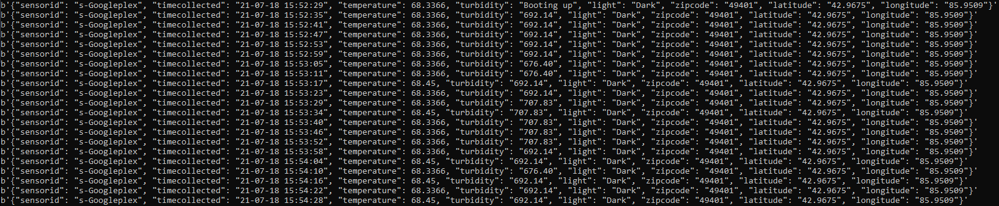 b'{"sensorid": "s-Googleplex", "timecollected": "21-07-18 15:52:29", "temperature": 68.3366, "turbidity": "Booting up", "light": "Dark", "zipcode": "49401", "latitude": "42.9675", "longitude": "85.9509"}'
b'{"sensorid": "s-Googleplex", "timecollected": "21-07-18 15:52:35", "temperature": 68.3366, "turbidity": "692.14", "light": "Dark", "zipcode": "49401", "latitude": "42.9675", "longitude": "85.9509"}'
b'{"sensorid": "s-Googleplex", "timecollected": "21-07-18 15:52:41", "temperature": 68.3366, "turbidity": "692.14", "light": "Dark", "zipcode": "49401", "latitude": "42.9675", "longitude": "85.9509"}'
b'{"sensorid": "s-Googleplex", "timecollected": "21-07-18 15:52:47", "temperature": 68.3366, "turbidity": "692.14", "light": "Dark", "zipcode": "49401", "latitude": "42.9675", "longitude": "85.9509"}'
b'{"sensorid": "s-Googleplex", "timecollected": "21-07-18 15:52:53", "temperature": 68.3366, "turbidity": "692.14", "light": "Dark", "zipcode": "49401", "latitude": "42.9675", "longitude": "85.9509"}'
b'{"sensorid": "s-Googleplex", "timecollected": "21-07-18 15:52:59", "temperature": 68.3366, "turbidity": "692.14", "light": "Dark", "zipcode": "49401", "latitude": "42.9675", "longitude": "85.9509"}'
b'{"sensorid": "s-Googleplex", "timecollected": "21-07-18 15:53:05", "temperature": 68.3366, "turbidity": "676.40", "light": "Dark", "zipcode": "49401", "latitude": "42.9675", "longitude": "85.9509"}'
b'{"sensorid": "s-Googleplex", "timecollected": "21-07-18 15:53:11", "temperature": 68.3366, "turbidity": "676.40", "light": "Dark", "zipcode": "49401", "latitude": "42.9675", "longitude": "85.9509"}'
b'{"sensorid": "s-Googleplex", "timecollected": "21-07-18 15:53:17", "temperature": 68.45, "turbidity": "692.14", "light": "Dark", "zipcode": "49401", "latitude": "42.9675", "longitude": "85.9509"}'
b'{"sensorid": "s-Googleplex", "timecollected": "21-07-18 15:53:23", "temperature": 68.3366, "turbidity": "692.14", "light": "Dark", "zipcode": "49401", "latitude": "42.9675", "longitude": "85.9509"}'
b'{"sensorid": "s-Googleplex", "timecollected": "21-07-18 15:53:29", "temperature": 68.3366, "turbidity": "707.83", "light": "Dark", "zipcode": "49401", "latitude": "42.9675", "longitude": "85.9509"}'
b'{"sensorid": "s-Googleplex", "timecollected": "21-07-18 15:53:34", "temperature": 68.45, "turbidity": "707.83", "light": "Dark", "zipcode": "49401", "latitude": "42.9675", "longitude": "85.9509"}'
b'{"sensorid": "s-Googleplex", "timecollected": "21-07-18 15:53:40", "temperature": 68.3366, "turbidity": "707.83", "light": "Dark", "zipcode": "49401", "latitude": "42.9675", "longitude": "85.9509"}'
b'{"sensorid": "s-Googleplex", "timecollected": "21-07-18 15:53:46", "temperature": 68.3366, "turbidity": "707.83", "light": "Dark", "zipcode": "49401", "latitude": "42.9675", "longitude": "85.9509"}'
b'{"sensorid": "s-Googleplex", "timecollected": "21-07-18 15:53:52", "temperature": 68.3366, "turbidity": "707.83", "light": "Dark", "zipcode": "49401", "latitude": "42.9675", "longitude": "85.9509"}'
b'{"sensorid": "s-Googleplex", "timecollected": "21-07-18 15:53:58", "temperature": 68.3366, "turbidity": "692.14", "light": "Dark", "zipcode": "49401", "latitude": "42.9675", "longitude": "85.9509"}'
b'{"sensorid": "s-Googleplex", "timecollected": "21-07-18 15:54:04", "temperature": 68.45, "turbidity": "692.14", "light": "Dark", "zipcode": "49401", "latitude": "42.9675", "longitude": "85.9509"}'
b'{"sensorid": "s-Googleplex", "timecollected": "21-07-18 15:54:10", "temperature": 68.3366, "turbidity": "676.40", "light": "Dark", "zipcode": "49401", "latitude": "42.9675", "longitude": "85.9509"}'
b'{"sensorid": "s-Googleplex", "timecollected": "21-07-18 15:54:16", "temperature": 68.45, "turbidity": "692.14", "light": "Dark", "zipcode": "49401", "latitude": "42.9675", "longitude": "85.9509"}'
b'{"sensorid": "s-Googleplex", "timecollected": "21-07-18 15:54:22", "temperature": 68.3366, "turbidity": "692.14", "light": "Dark", "zipcode": "49401", "latitude": "42.9675", "longitude": "85.9509"}'
b'{"sensorid": "s-Googleplex", "timecollected": "21-07-18 15:54:28", "temperature": 68.45, "turbidity": "692.14", "light": "Dark", "zipcode": "49401", "latitude": "42.9675", "longitude": "85.9509"}'